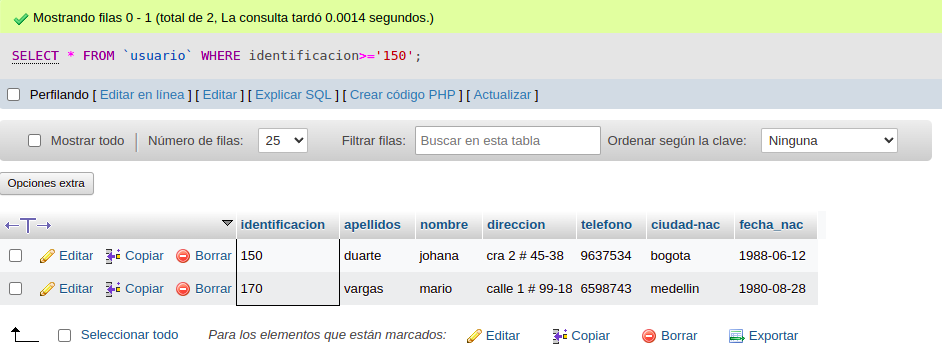 Mostrando filas 0 - 1 (total de 2, La consulta tardó 0.0014 segundos.)
SELECT * FROM `usuario` WHERE identificacion>='150';
Perfilando [ Editar en línea ] [ Editar ] [ Explicar SQL ] [ Crear código PHP ] [ Actualizar ]
Mostrar todo Número de filas: 25 Filtrar filas: Buscar en esta tabla Ordenar según la clave: Ninguna
Opciones extra
identificacion apellidos nombre direccion telefono ciudad-nac fecha_nac
Editar Copiar Borrar 150 duarte johana cra 2 # 45-38 9637534 bogota 1988-06-12
Editar Copiar Borrar 170 vargas mario calle 1 # 99-18 6598743 medellin 1980-08-28
Seleccionar todo Para los elementos que están marcados: Editar Copiar Borrar Exportar